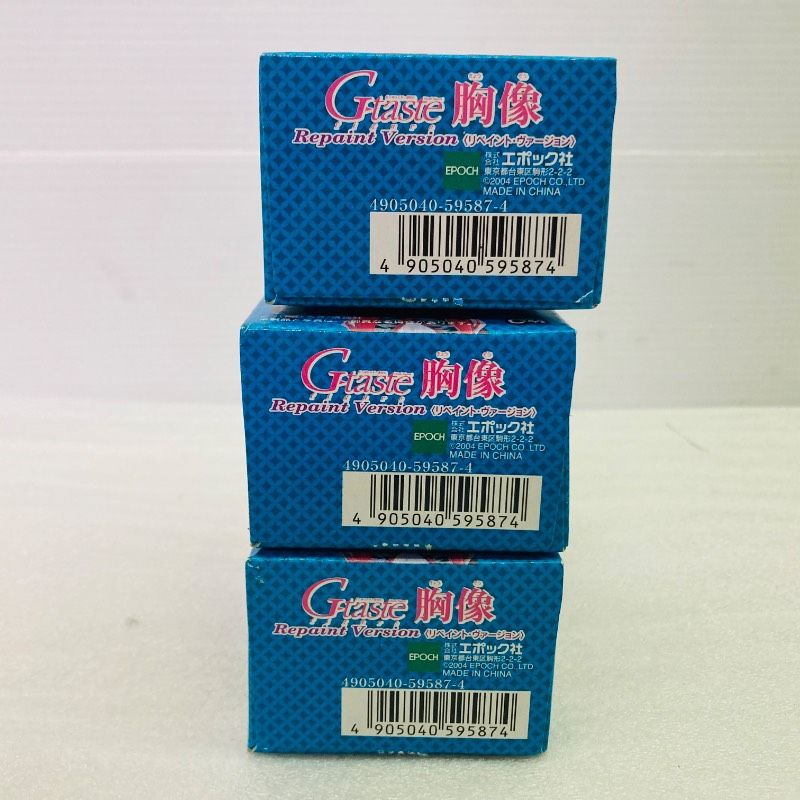 G-taste 胸像
Repaint Version〈リペイント・ヴァージョン〉
EPOCH
株式会社 エポック社
東京都台東区駒形2-2-2
©2004 EPOCH CO.,LTD
MADE IN CHINA
4905040-59587-4
4 905040 595874
G-taste 胸像
Repaint Version〈リペイント・ヴァージョン〉
EPOCH
株式会社 エポック社
東京都台東区駒形2-2-2
©2004 EPOCH CO.,LTD
MADE IN CHINA
4905040-59587-4
4 905040 595874
G-taste 胸像
Repaint Version〈リペイント・ヴァージョン〉
EPOCH
株式会社 エポック社
東京都台東区駒形2-2-2
©2004 EPOCH CO.,LTD
MADE IN CHINA
4905040-59587-4
4 905040 595874